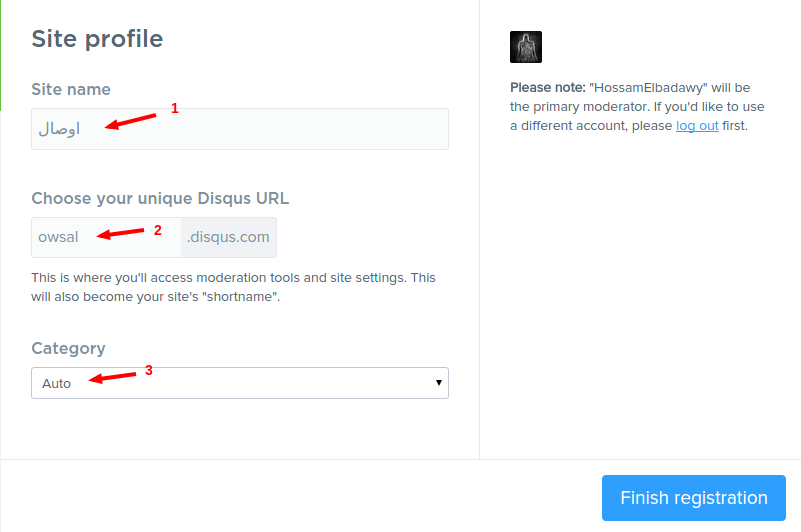 Site profile
Site name
اوصال
1
Choose your unique Disqus URL
owsal .disqus.com
2
This is where you'll access moderation tools and site settings. This
will also become your site's "shortname".
Category
Auto
3
Please note: "HossamElbadawy" will be
the primary moderator. If you'd like to use
a different account, please log out first.
Finish registration